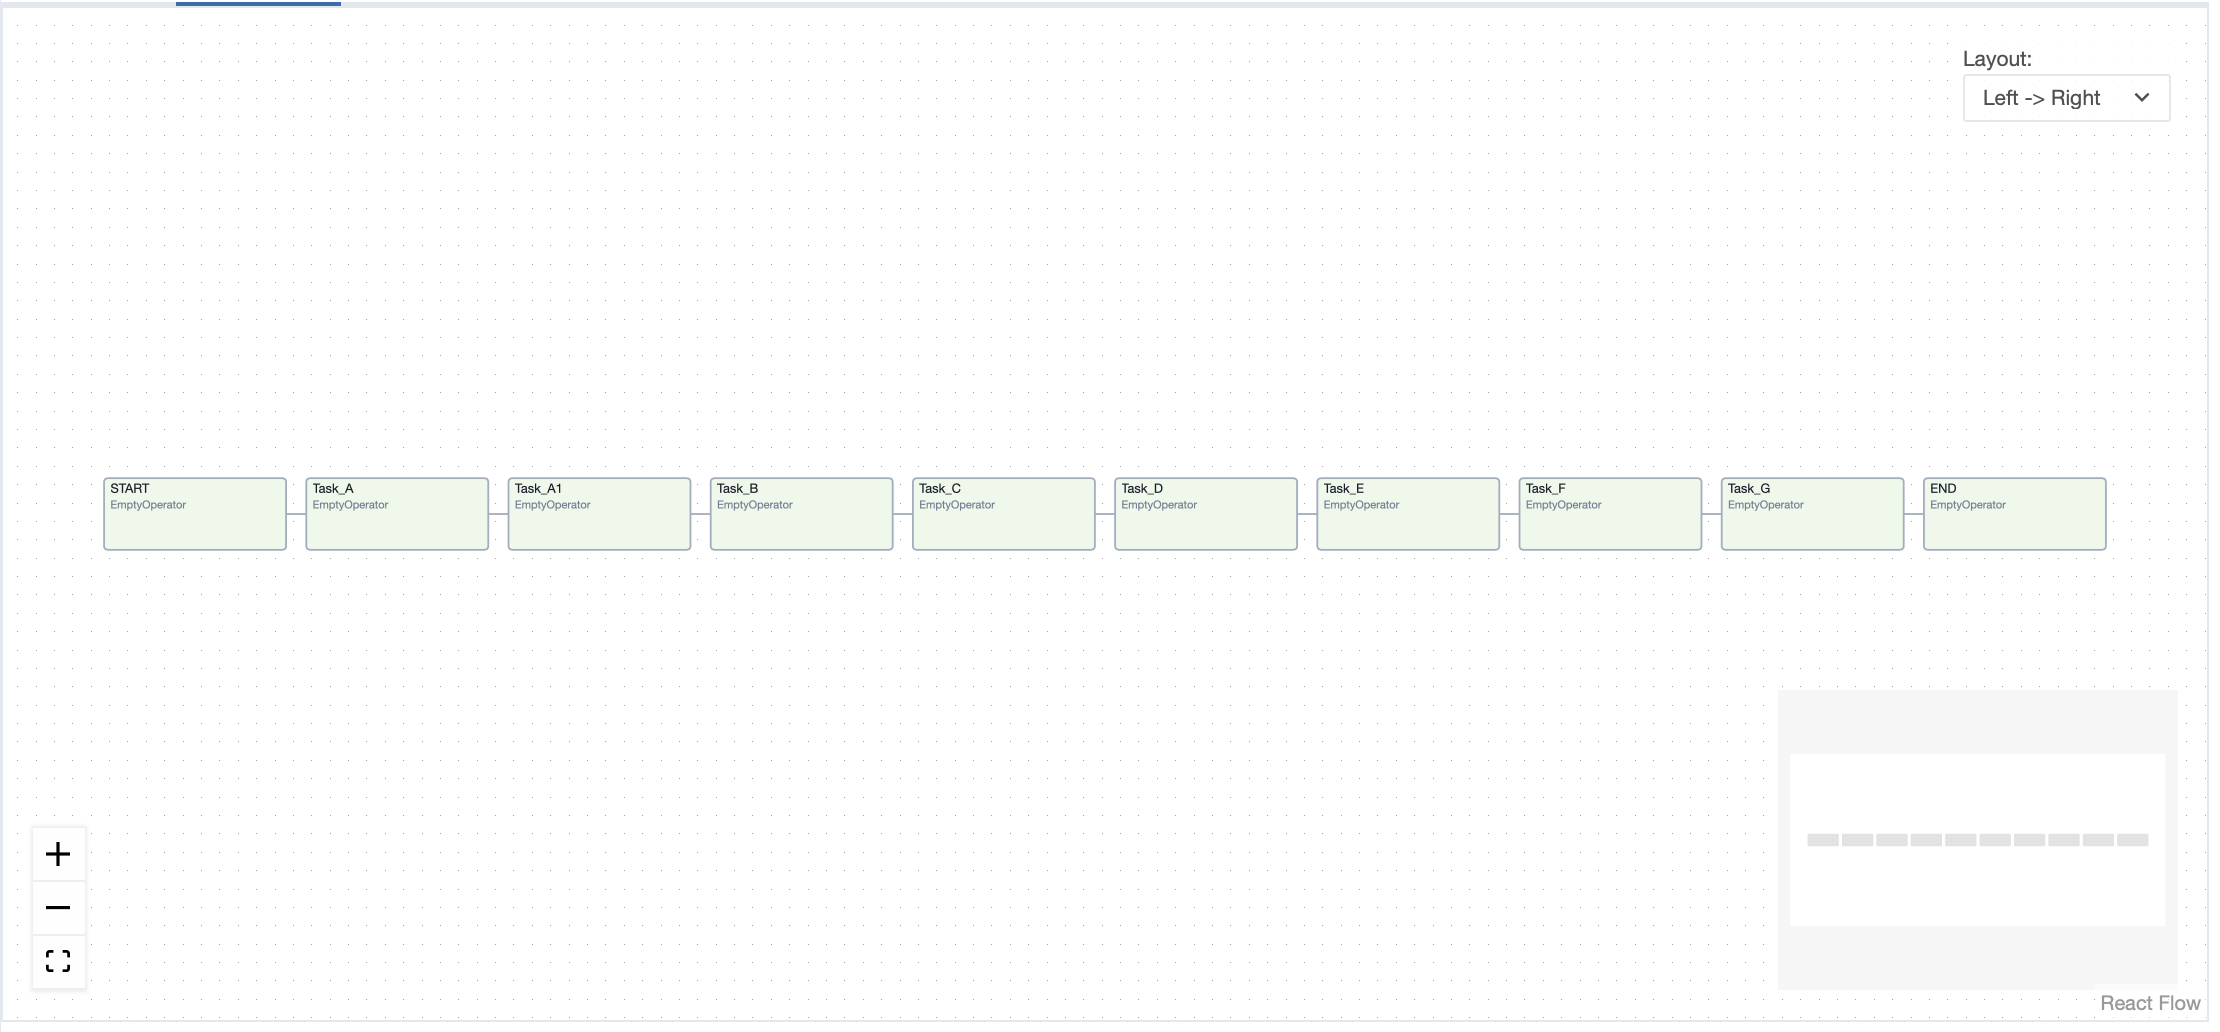 Layout:
Left -> Right
START
EmptyOperator
Task_A
EmptyOperator
Task_A1
EmptyOperator
Task_B
EmptyOperator
Task_C
EmptyOperator
Task_D
EmptyOperator
Task_E
EmptyOperator
Task_F
EmptyOperator
Task_G
EmptyOperator
END
EmptyOperator
React Flow